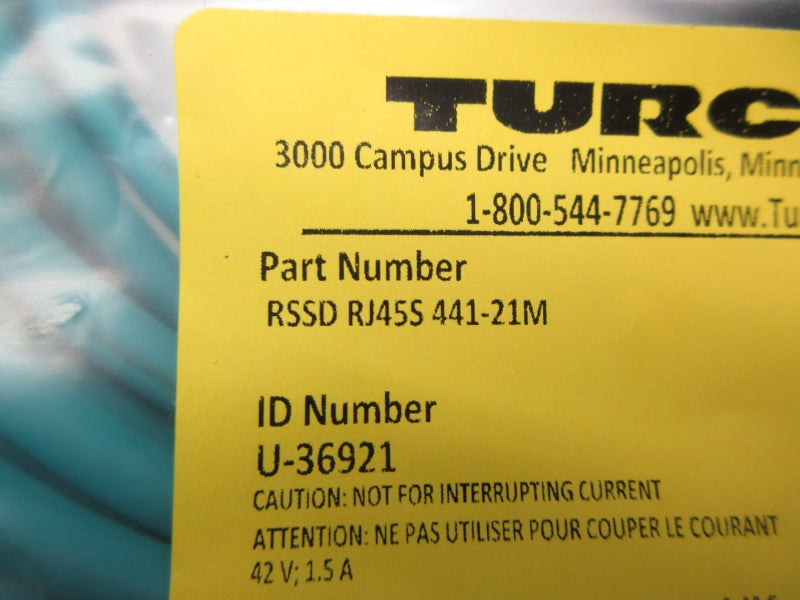 TURC
3000 Campus Drive Minneapolis, Minn
1-800-544-7769 www.Tu
Part Number
RSSD RJ45S 441-21M
ID Number
U-36921
CAUTION: NOT FOR INTERRUPTING CURRENT
ATTENTION: NE PAS UTILISER POUR COUPER LE COURANT
42 V; 1.5 A